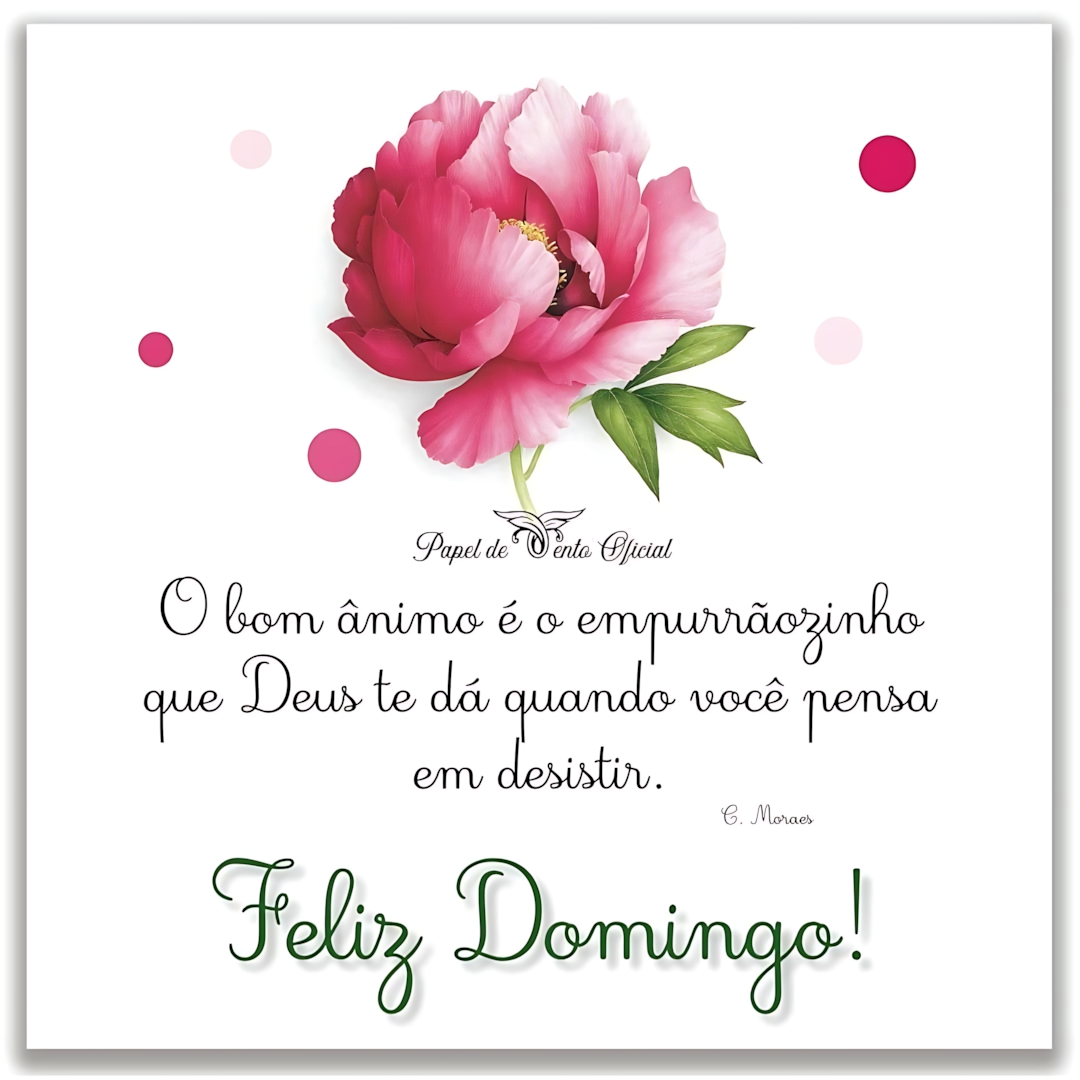 Papel de Vento Oficial
O bom ânimo é o empurrãozinho
que Deus te dá quando você pensa
em desistir.
C. Moraes
Feliz Domingo!